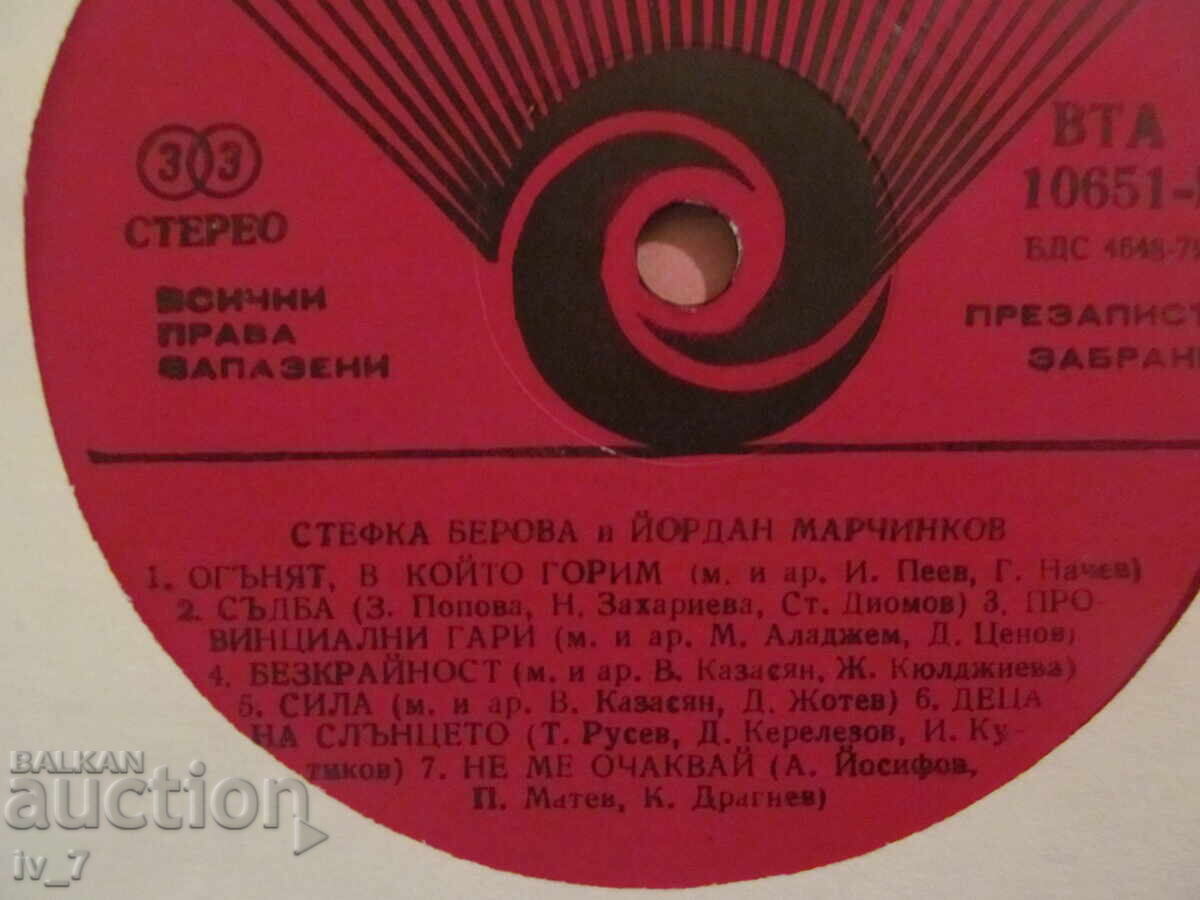 33
СТЕРЕО
ВСИЧНИ
ПРАВА
ЗАПАЗЕНИ
ВТА
10651-
БДС 4648-7
ПРЕЗАПИС
ЗАБРАН
СТЕФКА БЕРОВА и ЙОРДАН МАРЧИНКОВ
1. ОГЪНЯТ, В КОЙТО ГОРИМ (м. и ар. И. Пеев, Г. Начев)
2. СЪДБА (З. Попова, Н. Захариева, Ст. Диомов) 3. ПРО-
ВИНЦИАЛНИ ГАРИ (м. и ар. М. Аладжем, Д. Ценов)
4. БЕЗКРАЙНОСТ (м. и ар. В. Казасян, Ж. Кюлджиева)
5. СИЛА (м. и ар. В. Казасян, Д. Жотев) 6. ДЕЦА
НА СЛЪНЦЕТО (Т. Русев, Д. Керелезов, И. Ку-
тиков) 7. НЕ МЕ ОЧАКВАЙ (А. Йосифов,
П. Матев, К. Драгнев)
BALKAN
auction
iv_7